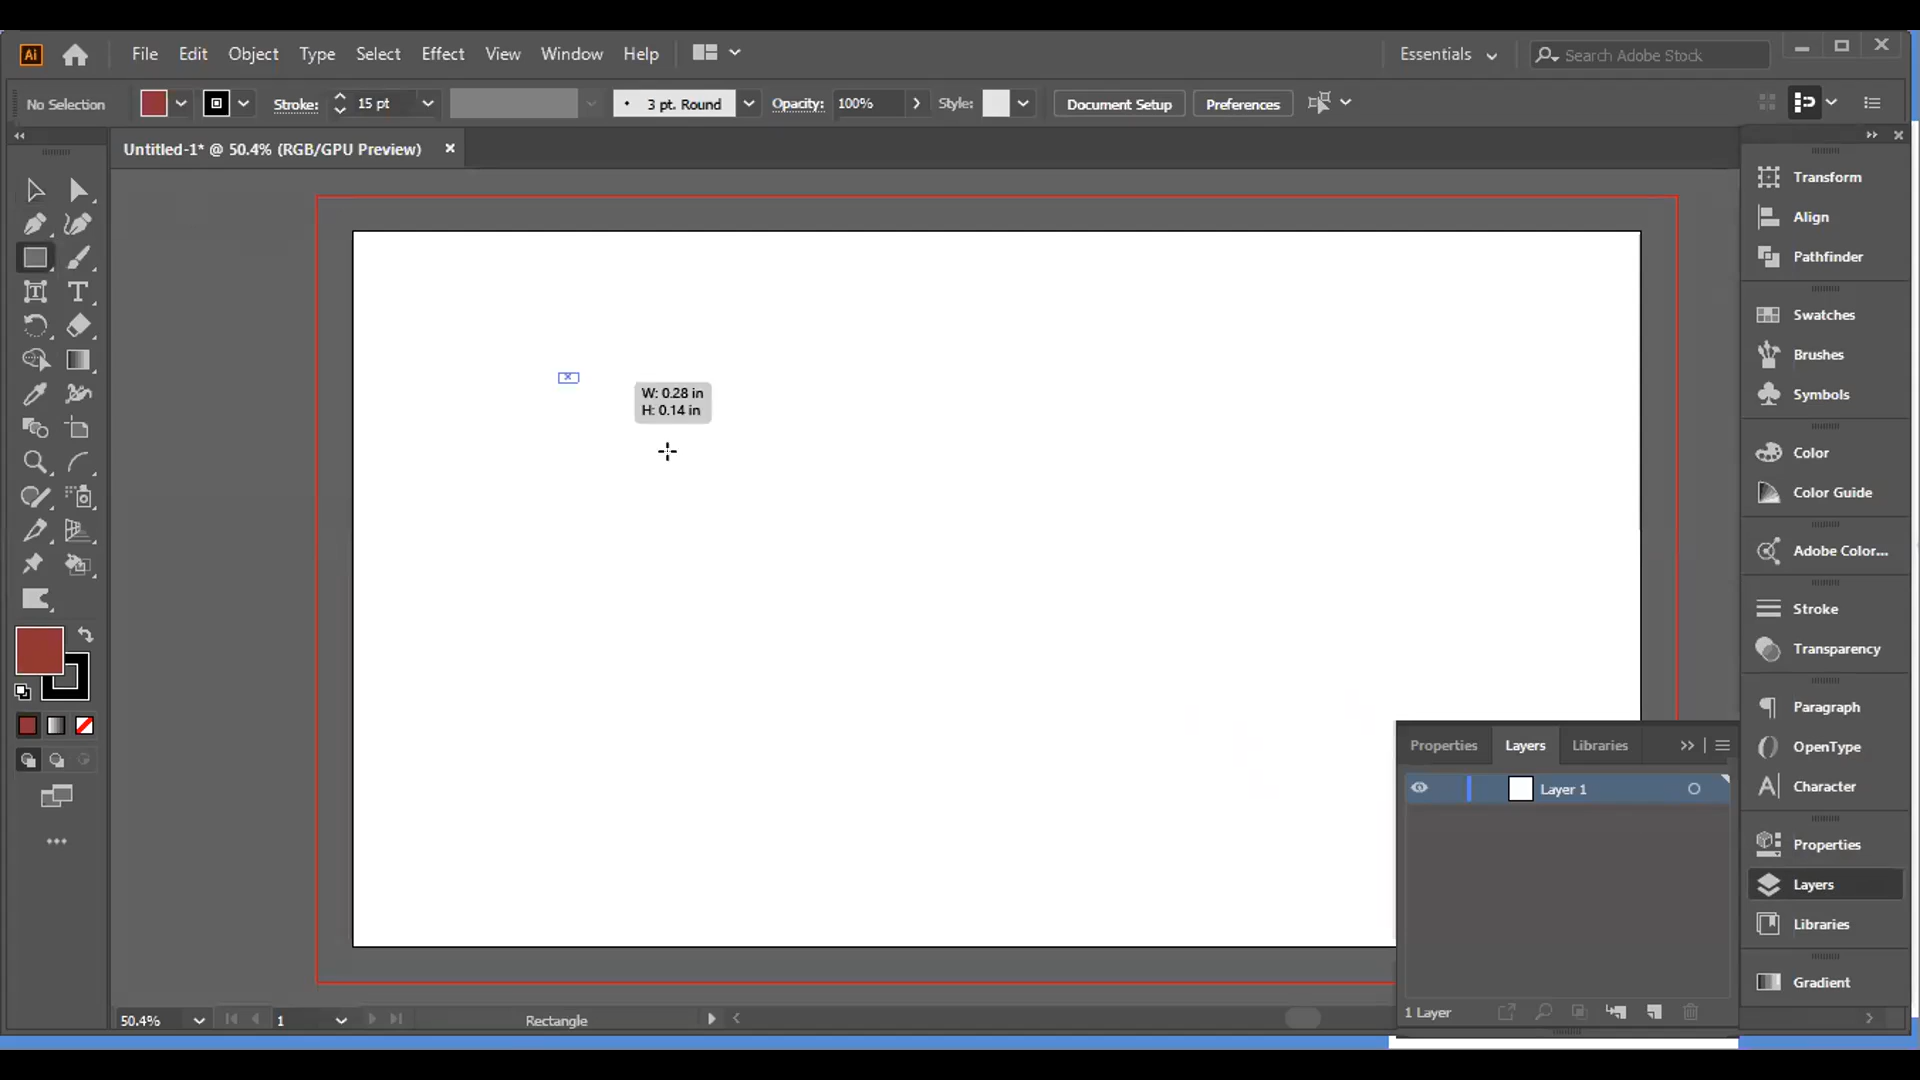 Ai File Edit Object Type Select Effect View Window Help Essentials Search Adobe Stock
No Selection Stroke: 15 pt 3 pt. Round Opacity: 100% Style: Document Setup Preferences
Untitled-1* @ 50.4% (RGB/GPU Preview)
Transform
Align
Pathfinder
Swatches
Brushes
Symbols
Color
Color Guide
Adobe Color...
Stroke
Transparency
Paragraph
OpenType
Character
Properties
Layers
Libraries
Gradient
W: 0.28 in
H: 0.14 in
Properties Layers Libraries
Layer 1
1 Layer
50.4% 1 Rectangle